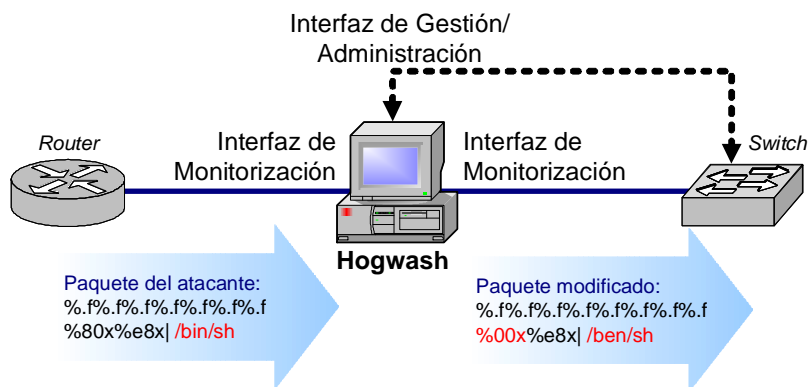 Interfaz de Gestión/
Administración
Router
Interfaz de
Monitorización
Interfaz de
Monitorización
Switch
Hogwash
Paquete del atacante:
%.f%.f%.f%.f%.f%.f%.f%.f
%80x%e8x| /bin/sh
Paquete modificado:
%.f%.f%.f%.f%.f%.f%.f%.f
%00x%e8x| /ben/sh